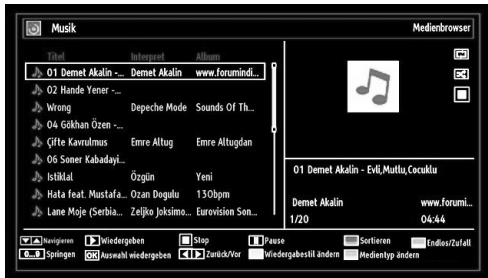 Musik
Medienbrowser
Titel Interpret Album
01 Demet Akalin -... Demet Akalin www.forumindi...
02 Hande Yener -...
Wrong Depeche Mode Sounds Of Th...
04 Gökhan Özen -...
Çifte Kavrulmus Emre Altug Emre Altugdan
06 Soner Kabadayi...
Istiklal Özgün Yeni
Hata feat. Mustafa... Ozan Dogulu 130bpm
Lane Moje (Serbia... Zeljko Joksimo... Eurovision Son...
01 Demet Akalin - Evli,Mutlu,Cocuklu
Demet Akalin www.forumi...
1/20 04:44
Navigieren Wiedergeben Stop Pause Sortieren Endlos/Zufall
0...9 Springen OK Auswahl wiedergeben Zurück/Vor Wiedergabestil ändern Medientyp ändern